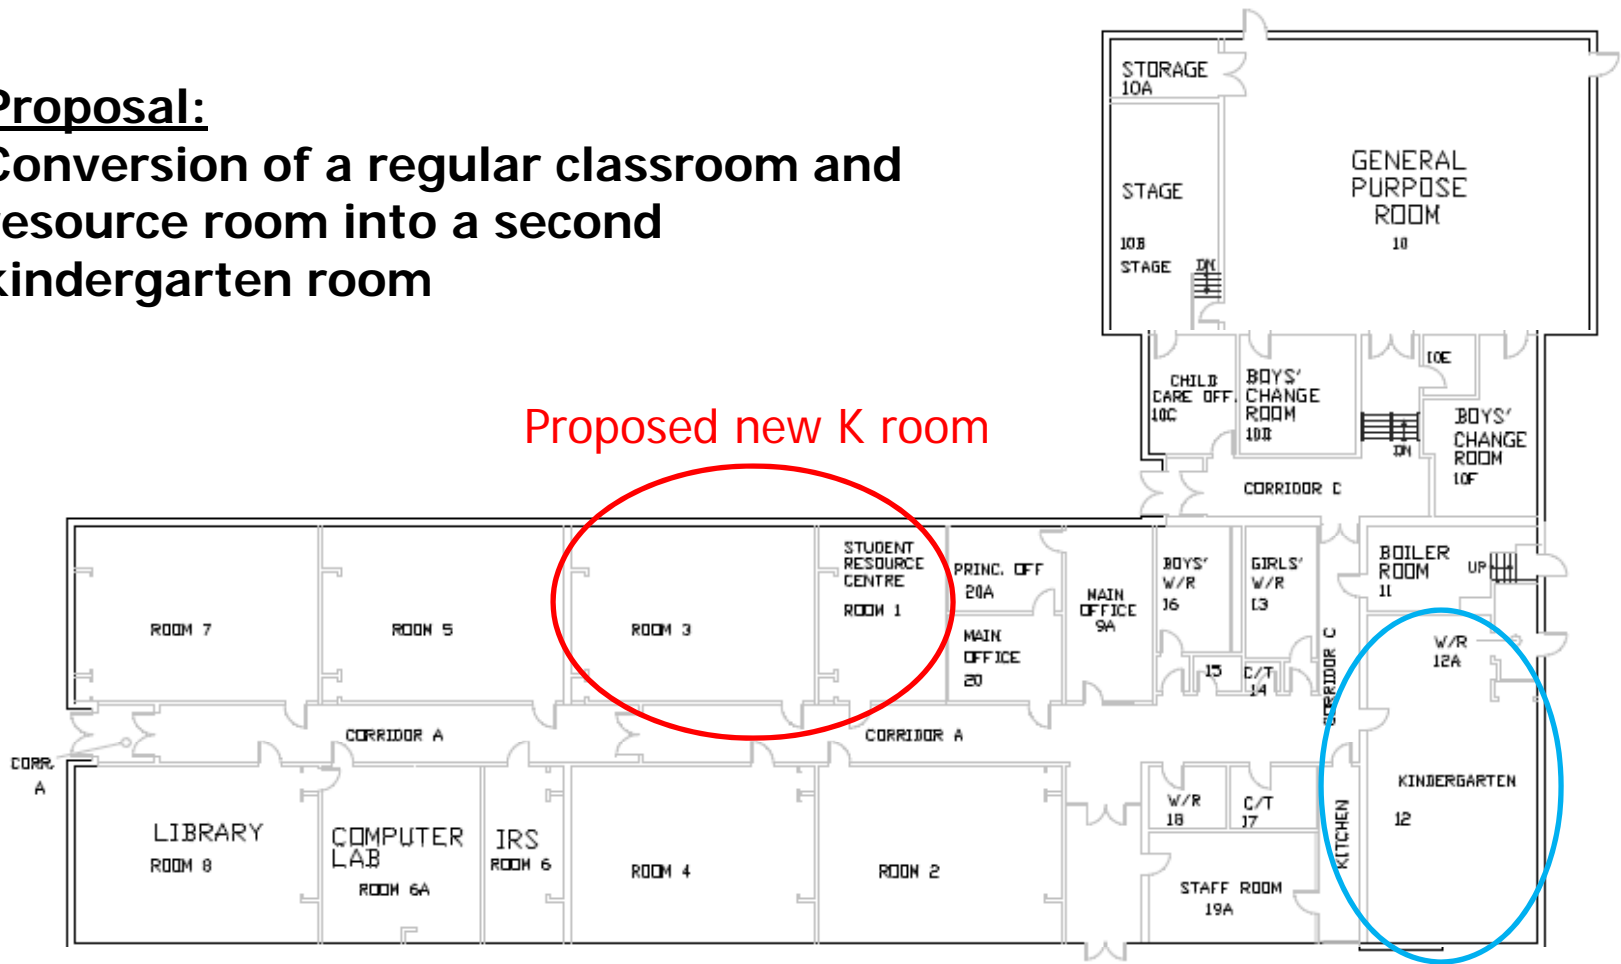 Proposal:
Conversion of a regular classroom and
resource room into a second
kindergarten room
Proposed new K room
STORAGE
10A
STAGE
10B
STAGE
DN
GENERAL
PURPOSE
ROOM
10
CHILD
CARE OFF.
10C
BOYS'
CHANGE
ROOM
10D
10E
DN
BOYS'
CHANGE
ROOM
10F
CORRIDOR C
ROOM 7
ROOM 5
ROOM 3
STUDENT
RESOURCE
CENTRE
ROOM 1
PRINC. OFF
20A
MAIN
OFFICE
20
MAIN
OFFICE
9A
BOYS'
W/R
16
GIRLS'
W/R
13
15
C/T
14
CORRIDOR C
BOILER
ROOM
11
UP
W/R
12A
CORRIDOR A
CORRIDOR A
CORR.
A
LIBRARY
ROOM 8
COMPUTER
LAB
ROOM 6A
IRS
ROOM 6
ROOM 4
ROOM 2
W/R
18
C/T
17
STAFF ROOM
19A
KITCHEN
KINDERGARTEN
12